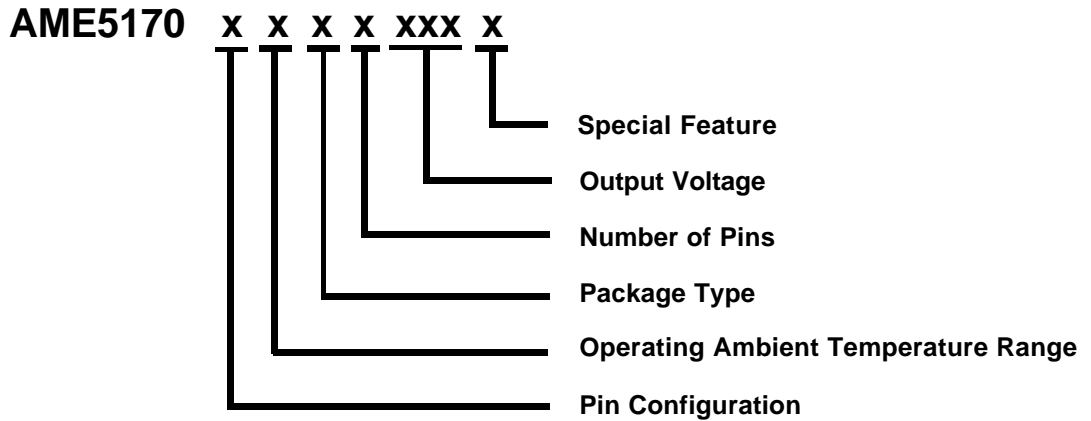 AME5170 x x x x xxx x
Special Feature
Output Voltage
Number of Pins
Package Type
Operating Ambient Temperature Range
Pin Configuration